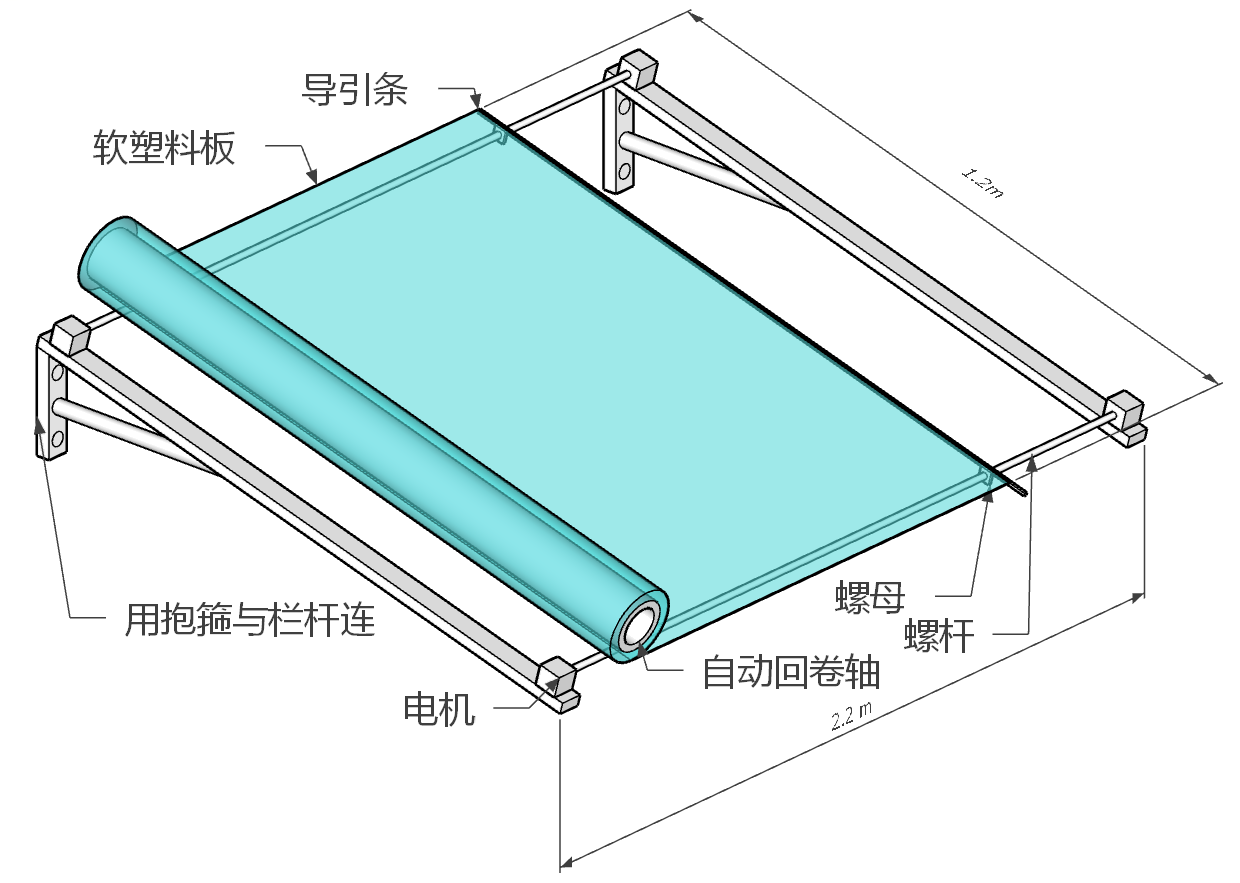 导引条
软塑料板
1.2m
用抱箍与栏杆连
螺母
螺杆
自动回卷轴
电机
2.2 m